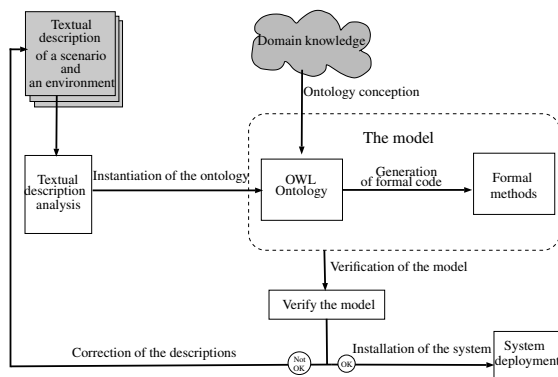 Textual
description
of a scenario
and
an environment
Domain knowledge
Ontology conception
The model
Textual
description
analysis
Instantiation of the ontology
OWL
Ontology
Generation
of formal code
Formal
methods
Verification of the model
Verify the model
Correction of the descriptions
Not
OK
OK
Installation of the system
System
deployment